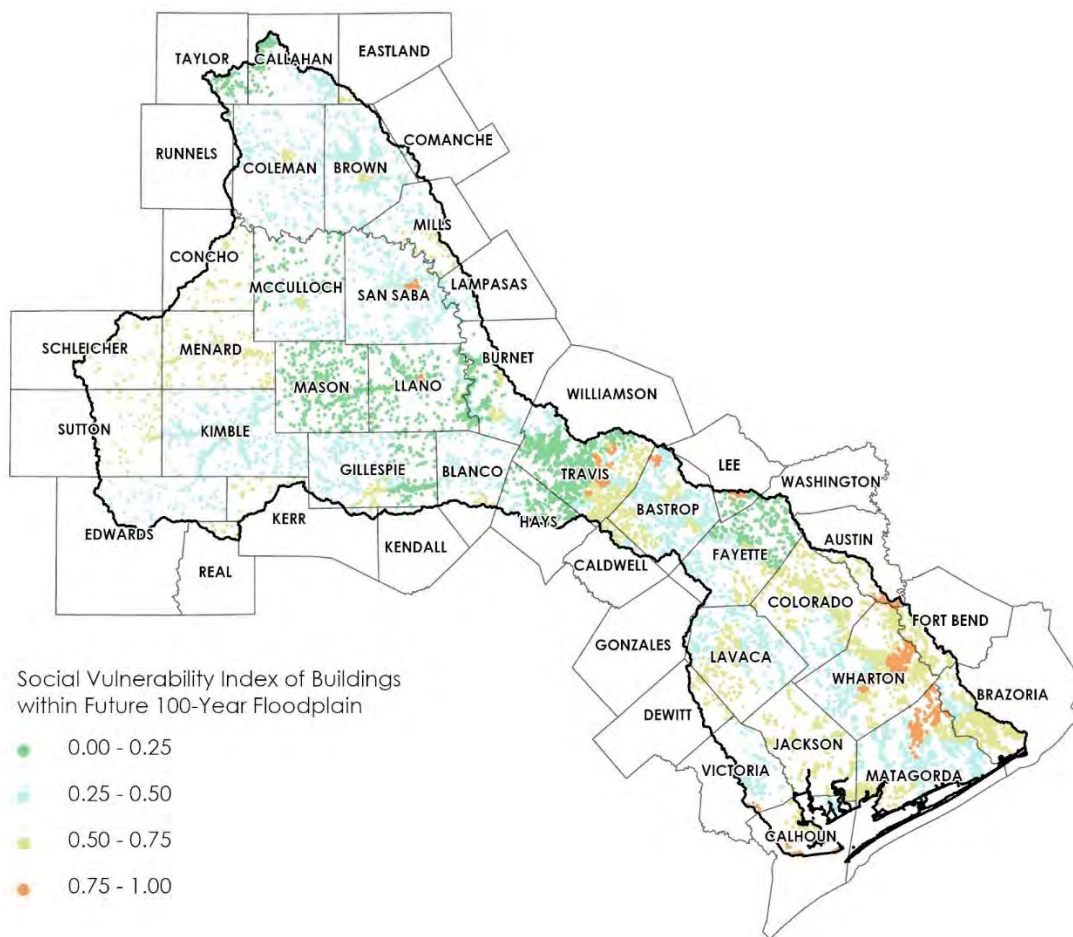 TAYLOR
CALLAHAN
EASTLAND
RUNNELS
COLEMAN
BROWN
COMANCHE
MILLS
CONCHO
MCCULLOCH
SAN SABA
LAMPASAS
SCHLEICHER
MENARD
MASON
LLANO
BURNET
WILLIAMSON
SUTTON
KIMBLE
GILLESPIE
BLANCO
TRAVIS
LEE
WASHINGTON
BASTROP
EDWARDS
KERR
HAYS
FAYETTE
AUSTIN
REAL
KENDALL
CALDWELL
COLORADO
FORT BEND
GONZALES
LAVACA
WHARTON
BRAZORIA
DEWITT
JACKSON
VICTORIA
MATAGORDA
CALHOUN
Social Vulnerability Index of Buildings
within Future 100-Year Floodplain
0.00 - 0.25
0.25 - 0.50
0.50 - 0.75
0.75 - 1.00